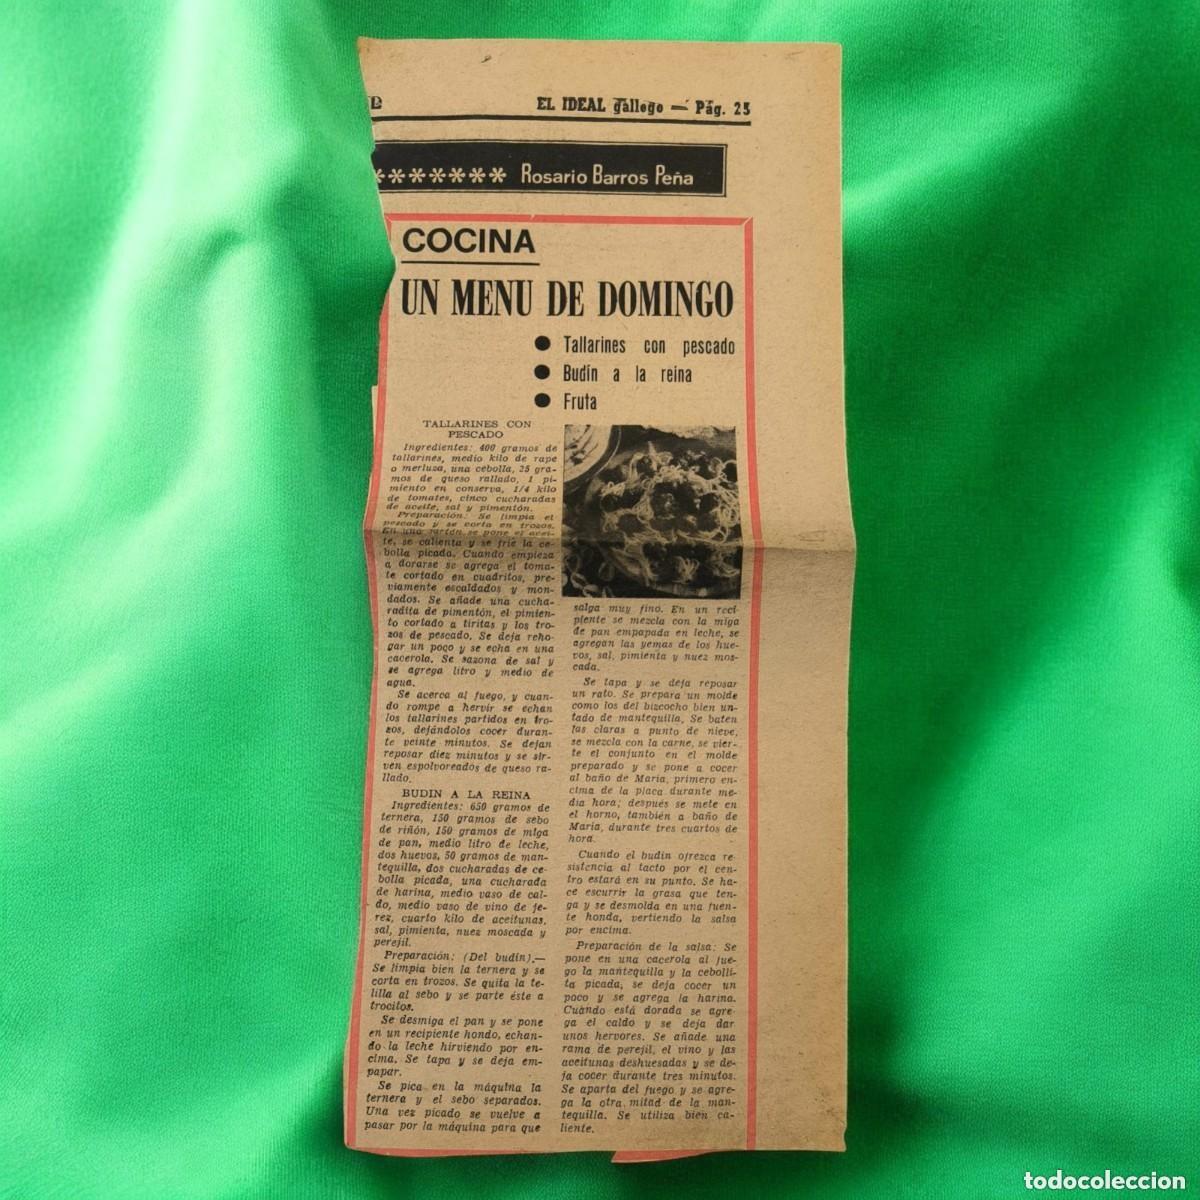 EL IDEAL gallego — Pág. 25
******* Rosario Barros Peña
COCINA
UN MENU DE DOMINGO
● Tallarines con pescado
● Budín a la reina
● Fruta
TALLARINES CON
PESCADO
Ingredientes: 400 gramos de
tallarines, medio kilo de rape
o merluza, una cebolla, 25 gra-
mos de queso rallado, 1 pi-
miento en conserva, 1/4 kilo
de tomates, cinco cucharadas
de aceite, sal y pimentón.
Preparación: Se limpia el
pescado y se corta en trozos.
En una sartén se pone el acei-
te, se calienta y se fríe la ce-
bolla picada. Cuando empieza
a dorarse se agrega el toma-
te cortado en cuadritos, pre-
viamente escaldados y mon-
dados. Se añade una cucha-
radita de pimentón, el pimien-
to cortado a tiritas y los tro-
zos de pescado. Se deja reho-
gar un poco y se echa en una
cacerola. Se sazona de sal y
se agrega litro y medio de
agua.
Se acerca al fuego, y cuan-
do rompe a hervir se echan
los tallarines partidos en tro-
zos, dejándolos cocer duran-
te veinte minutos. Se dejan
reposar diez minutos y se sir-
ven espolvoreados de queso ra-
llado.
BUDIN A LA REINA
Ingredientes: 650 gramos de
ternera, 150 gramos de sebo
de riñón, 150 gramos de miga
de pan, medio litro de leche,
dos huevos, 50 gramos de man-
tequilla, dos cucharadas de ce-
bolla picada, una cucharada
de harina, medio vaso de cal-
do, medio vaso de vino de je-
rez, cuarto kilo de aceitunas,
sal, pimienta, nuez moscada y
perejil.
Preparación: (Del budín).—
Se limpia bien la ternera y se
corta en trozos. Se quita la te-
lilla al sebo y se parte éste a
trocitos.
Se desmiga el pan y se pone
en un recipiente hondo, echan-
do la leche hirviendo por en-
cima. Se tapa y se deja em-
papar.
Se pica en la máquina la
ternera y el sebo separados.
Una vez picado se vuelve a
pasar por la máquina para que
salga muy fino. En un reci-
piente se mezcla con la miga
de pan empapada en leche, se
agregan las yemas de los hue-
vos, sal, pimienta y nuez mos-
cada.
Se tapa y se deja reposar
un rato. Se prepara un molde
como los del bizcocho bien un-
tado de mantequilla. Se baten
las claras a punto de nieve,
se mezcla con la carne, se vier-
te el conjunto en el molde
preparado y se pone a cocer
al baño de María, primero en-
cima de la placa durante me-
dia hora; después se mete en
el horno, también a baño de
María, durante tres cuartos de
hora.
Cuando el budín ofrezca re-
sistencia al tacto por el cen-
tro estará en su punto. Se ha-
ce escurrir la grasa que ten-
ga y se desmolda en una fuen-
te honda, vertiendo la salsa
por encima.
Preparación de la salsa: Se
pone en una cacerola al fue-
go la mantequilla y la ceboll-
ita picada, se deja cocer un
poco y se agrega la harina.
Cuando está dorada se agre-
ga el caldo y se deja dar
unos hervores. Se añade una
rama de perejil, el vino y las
aceitunas deshuesadas y se de-
ja cocer durante tres minutos.
Se aparta del fuego y se agre-
ga la otra mitad de la man-
tequilla. Se utiliza bien ca-
liente.
todocoleccion